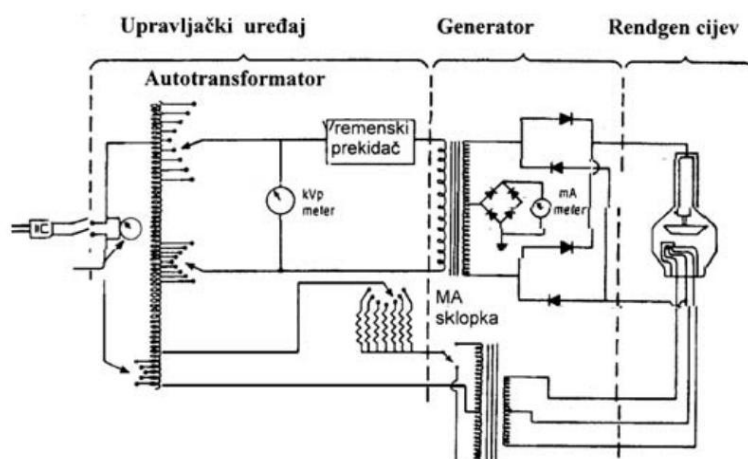 Upravljački uređaj
Generator
Rendgen cijev
Autotransformator
Vremenski
prekidač
kVp
meter
mA
meter
MA
sklopka